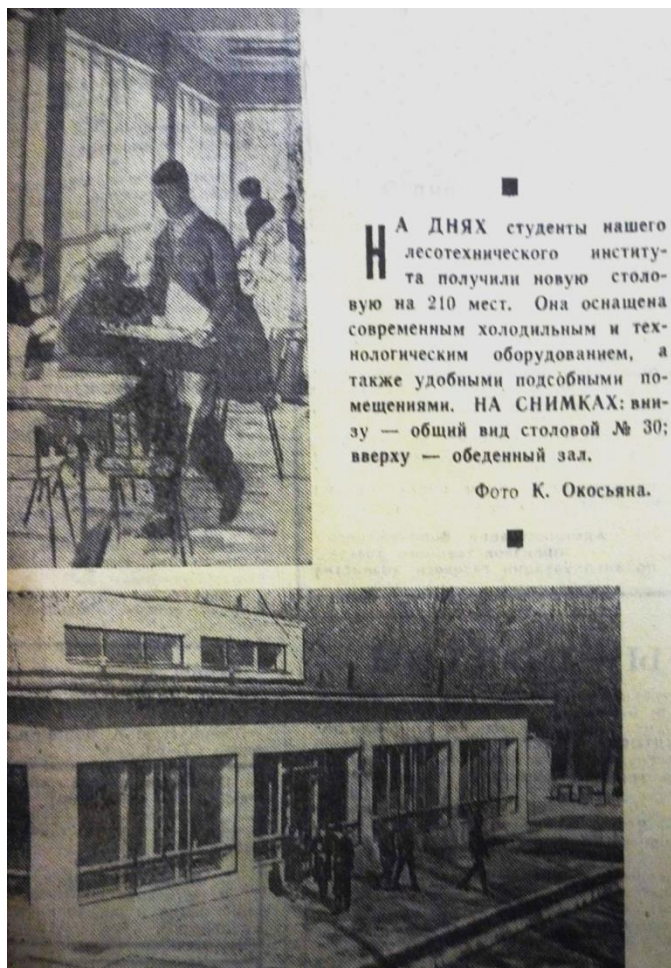 НА ДНЯХ студенты нашего
лесотехнического институ-
та получили новую столо-
вую на 210 мест. Она оснащена
современным холодильным и тех-
нологическим оборудованием, а
также удобными подсобными по-
мещениями. НА СНИМКАХ: вни-
зу — общий вид столовой № 30;
вверху — обеденный зал.
Фото К. Окосьяна.